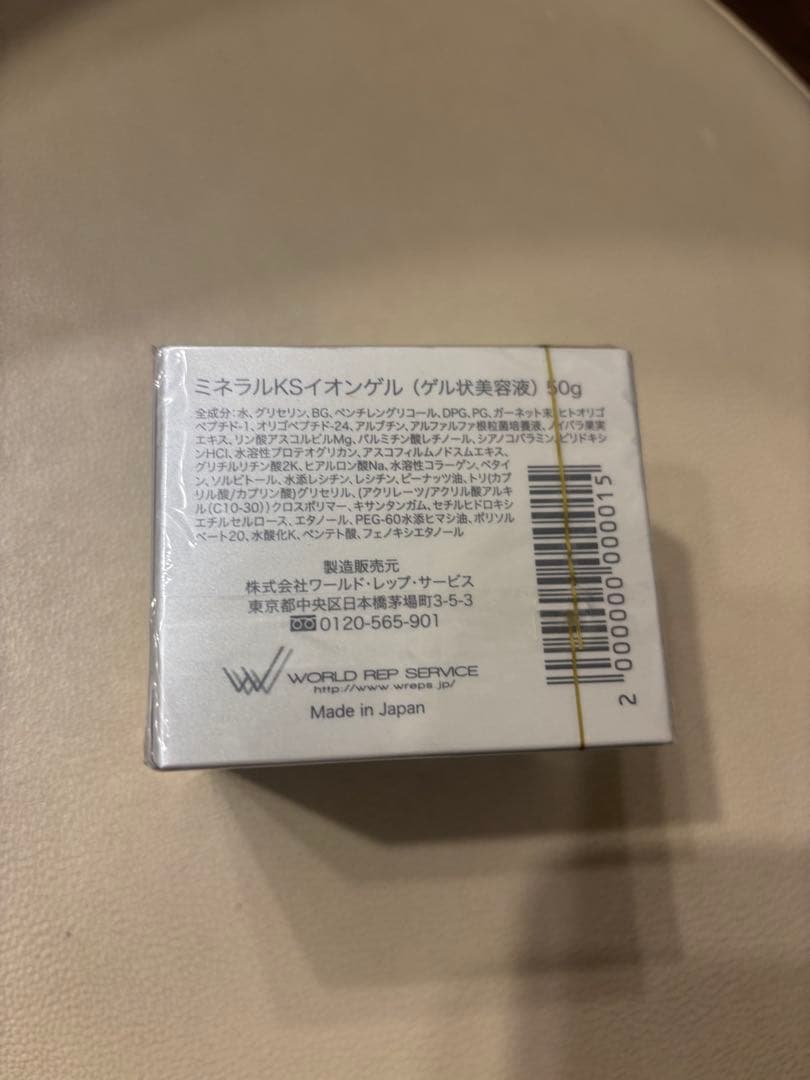 ミネラルKSイオンゲル（ゲル状美容液）50g
全成分：水、グリセリン、BG、ペンチレングリコール、DPG、PG、ガーネット末、ヒトオリゴ
ペプチド-1、オリゴペプチド-24、アルブチン、アルファルファ根粒菌培養液、ノイバラ果実
エキス、リン酸アスコルビルMg、パルミチン酸レチノール、シアノコバラミン、ピリドキシ
ンHCl、水溶性プロテオグリカン、アスコフィルムノドスムエキス、
グリチルリチン酸2K、ヒアルロン酸Na、水溶性コラーゲン、ベタイ
ン、ソルビトール、水添レシチン、レシチン、ピーナッツ油、トリ(カプ
リル酸/カプリン酸)グリセリル、(アクリレーツ/アクリル酸アルキ
ル(C10-30))クロスポリマー、キサンタンガム、セチルヒドロキシ
エチルセルロース、エタノール、PEG-60水添ヒマシ油、ポリソル
ベート20、水酸化K、ペンテト酸、フェノキシエタノール
製造販売元
株式会社ワールド・レップ・サービス
東京都中央区日本橋茅場町3-5-3
0120-565-901
WORLD REP SERVICE
http://www.wreps.jp/
Made in Japan
2 000000 000015